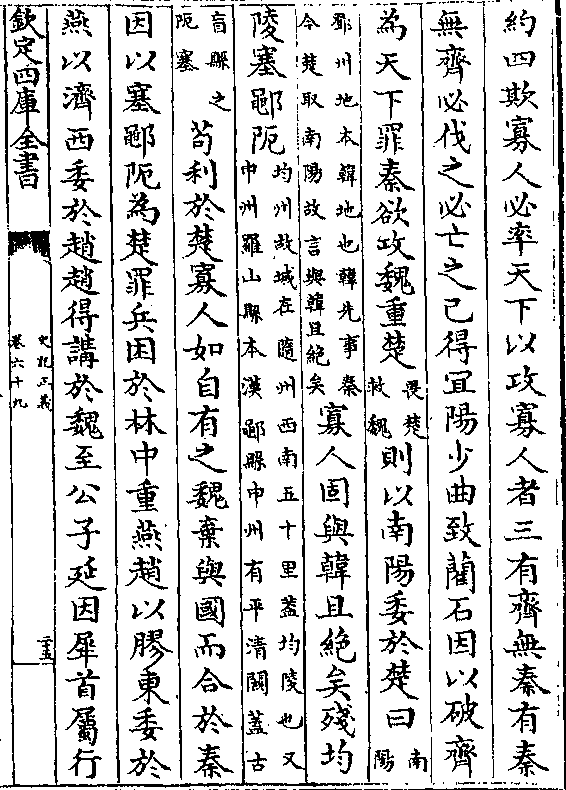 約四欺寡人必率天下以攻寡人者三有齊無秦有秦
無齊必伐之必亡之已得宜陽少曲致藺石因以破齊
為天下罪秦欲攻魏重楚
畏楚
救魏
則以南陽委於楚曰
南
陽
鄧州地本韓地也韓先事秦
今楚取南陽故言與韓且絕矣
寡人固與韓且絕矣殘均
陵塞鄳阨
均州故城在隨州西南五十里蓋均陵也又
申州羅山縣本漢鄳縣申州有平清關蓋古
盲縣之
阨塞
苟利於楚寡人如自有之魏棄與國而合於秦
因以塞鄳阨為楚罪兵困於林中重燕趙以膠東委於
燕以濟西委於趙趙得講於魏至公子延因犀首屬行
欽定四庫全書
史記正義
卷六十九